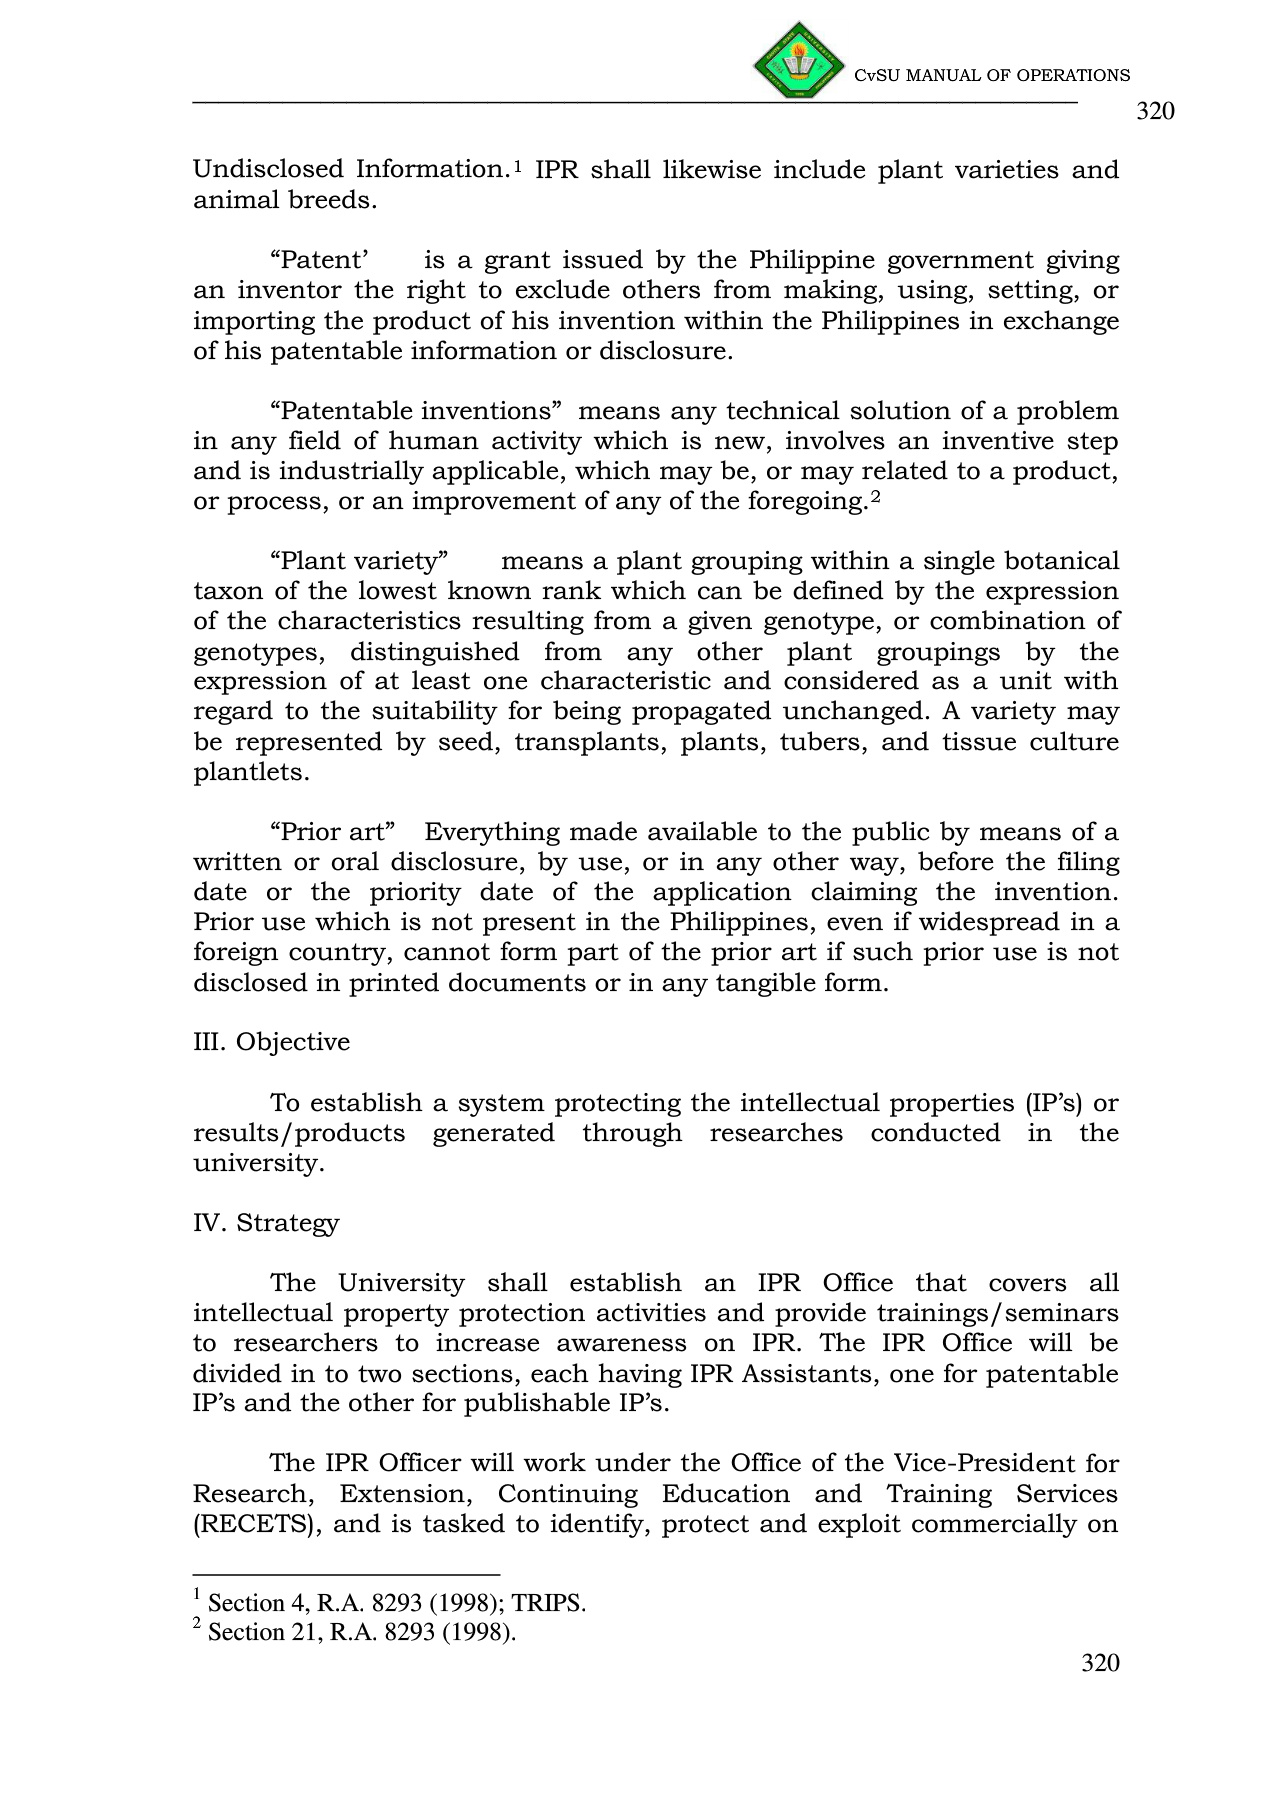 CvSU MANUAL OF OPERATIONS
320
Undisclosed Information.¹ IPR shall likewise include plant varieties and
animal breeds.
“Patent’ is a grant issued by the Philippine government giving
an inventor the right to exclude others from making, using, setting, or
importing the product of his invention within the Philippines in exchange
of his patentable information or disclosure.
“Patentable inventions” means any technical solution of a problem
in any field of human activity which is new, involves an inventive step
and is industrially applicable, which may be, or may related to a product,
or process, or an improvement of any of the foregoing.²
“Plant variety” means a plant grouping within a single botanical
taxon of the lowest known rank which can be defined by the expression
of the characteristics resulting from a given genotype, or combination of
genotypes, distinguished from any other plant groupings by the
expression of at least one characteristic and considered as a unit with
regard to the suitability for being propagated unchanged. A variety may
be represented by seed, transplants, plants, tubers, and tissue culture
plantlets.
“Prior art” Everything made available to the public by means of a
written or oral disclosure, by use, or in any other way, before the filing
date or the priority date of the application claiming the invention.
Prior use which is not present in the Philippines, even if widespread in a
foreign country, cannot form part of the prior art if such prior use is not
disclosed in printed documents or in any tangible form.
III. Objective
To establish a system protecting the intellectual properties (IP’s) or
results/products generated through researches conducted in the
university.
IV. Strategy
The University shall establish an IPR Office that covers all
intellectual property protection activities and provide trainings/seminars
to researchers to increase awareness on IPR. The IPR Office will be
divided in to two sections, each having IPR Assistants, one for patentable
IP’s and the other for publishable IP’s.
The IPR Officer will work under the Office of the Vice-President for
Research, Extension, Continuing Education and Training Services
(RECETS), and is tasked to identify, protect and exploit commercially on
¹ Section 4, R.A. 8293 (1998); TRIPS.
² Section 21, R.A. 8293 (1998).
320